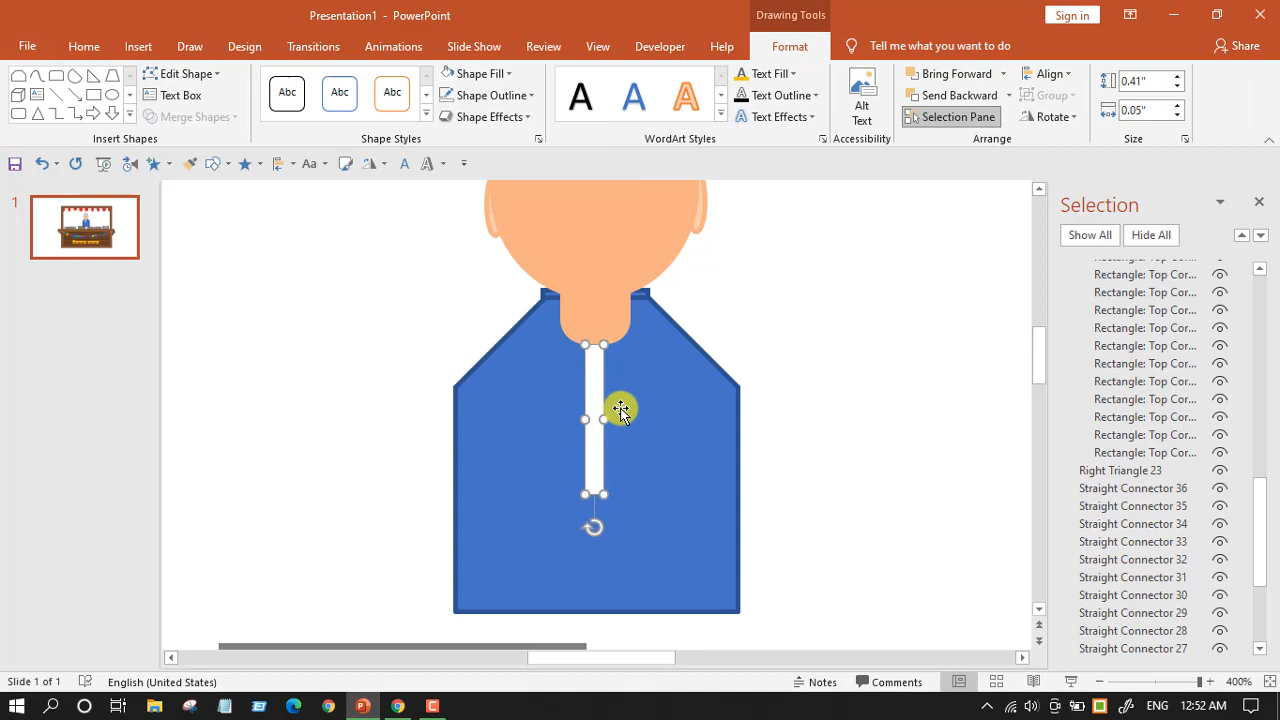 Presentation1 - PowerPoint
Drawing Tools
Sign in
File
Home
Insert
Draw
Design
Transitions
Animations
Slide Show
Review
View
Developer
Help
Format
Tell me what you want to do
Share
Edit Shape
Text Box
Merge Shapes
Insert Shapes
Abc
Abc
Abc
Shape Fill
Shape Outline
Shape Effects
Shape Styles
A
A
A
Text Fill
Text Outline
Text Effects
WordArt Styles
Alt
Text
Accessibility
Bring Forward
Send Backward
Selection Pane
Align
Group
Rotate
Arrange
0.41"
0.05"
Size
Aa
A
A
1
Selection
Show All
Hide All
Rectangle: Top Cor...
Rectangle: Top Cor...
Rectangle: Top Cor...
Rectangle: Top Cor...
Rectangle: Top Cor...
Rectangle: Top Cor...
Rectangle: Top Cor...
Rectangle: Top Cor...
Rectangle: Top Cor...
Rectangle: Top Cor...
Rectangle: Top Cor...
Rectangle: Top Cor...
Right Triangle 23
Straight Connector 36
Straight Connector 35
Straight Connector 34
Straight Connector 33
Straight Connector 32
Straight Connector 31
Straight Connector 30
Straight Connector 29
Straight Connector 28
Straight Connector 27
Slide 1 of 1
English (United States)
Notes
Comments
400%
ENG
12:52 AM